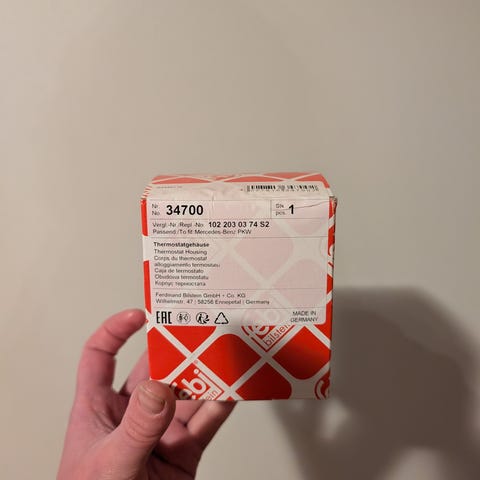 Nr. No. 34700 Stk. pcs. 1
Vergl.-Nr./Repl.-No. 102 203 03 74 S2
Passend./To fit: Mercedes-Benz PKW
Thermostatgehäuse
Thermostat Housing
Corps du thermostat
alloggiamento termostato
Caja de termostato
Obudowa termostatu
Корпус термостата
Ferdinand Bilstein GmbH + Co. KG
Wilhelmstr. 47 | 58256 Ennepetal | Germany
EAC
MADE IN
GERMANY
febi
bilstein